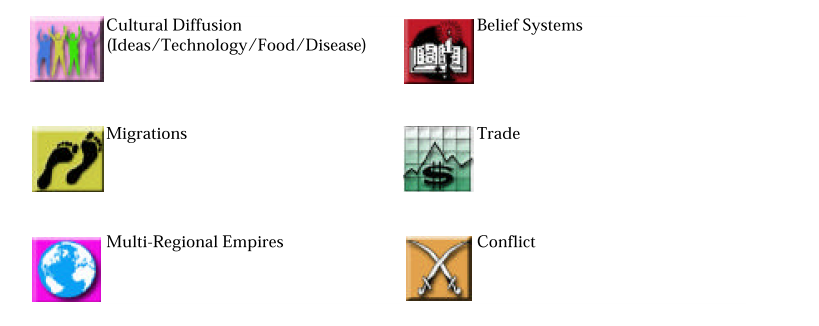 Cultural Diffusion
(Ideas/Technology/Food/Disease)
Belief Systems
Migrations
Trade
$
Multi-Regional Empires
Conflict